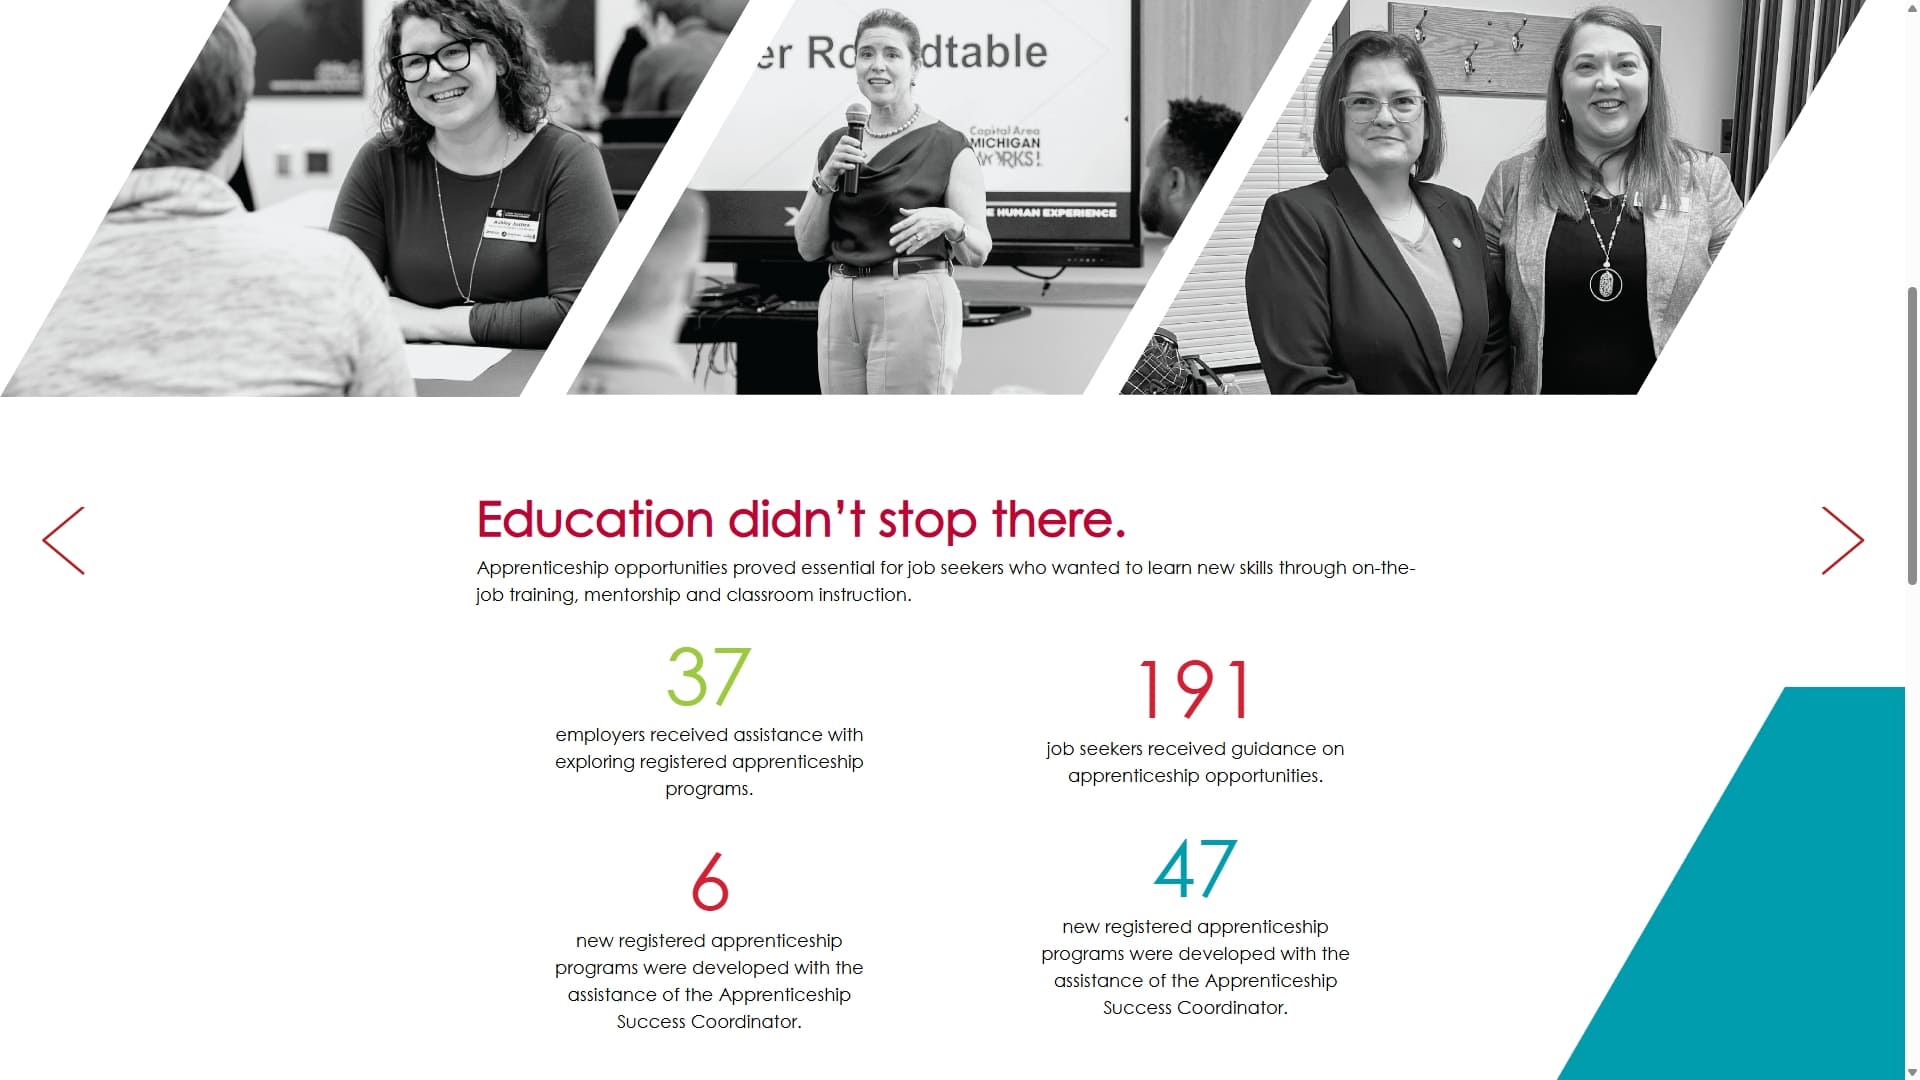 er Ro dtable
Capital Area
MICHIGAN
WORKS!
E HUMAN EXPERIENCE
Education didn’t stop there.
Apprenticeship opportunities proved essential for job seekers who wanted to learn new skills through on-the-
job training, mentorship and classroom instruction.
37
employers received assistance with
exploring registered apprenticeship
programs.
191
job seekers received guidance on
apprenticeship opportunities.
6
new registered apprenticeship
programs were developed with the
assistance of the Apprenticeship
Success Coordinator.
47
new registered apprenticeship
programs were developed with the
assistance of the Apprenticeship
Success Coordinator.